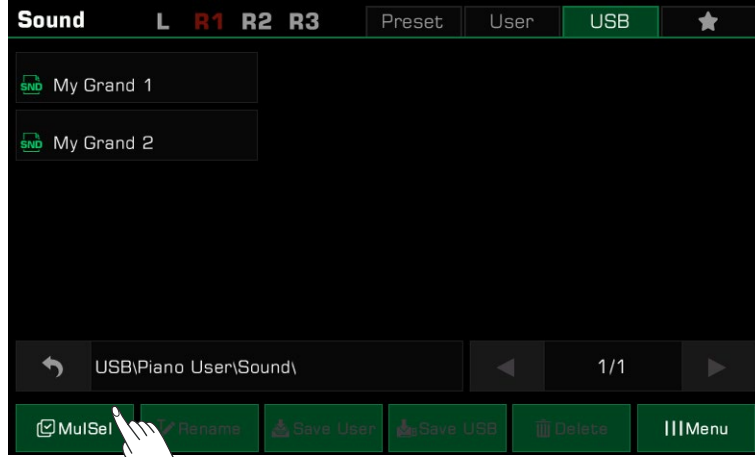 Sound L R1 R2 R3 Preset User USB
SND My Grand 1
SND My Grand 2
USB\Piano User\Sound\ 1/1
MulSel Rename Save User Save USB Delete Menu